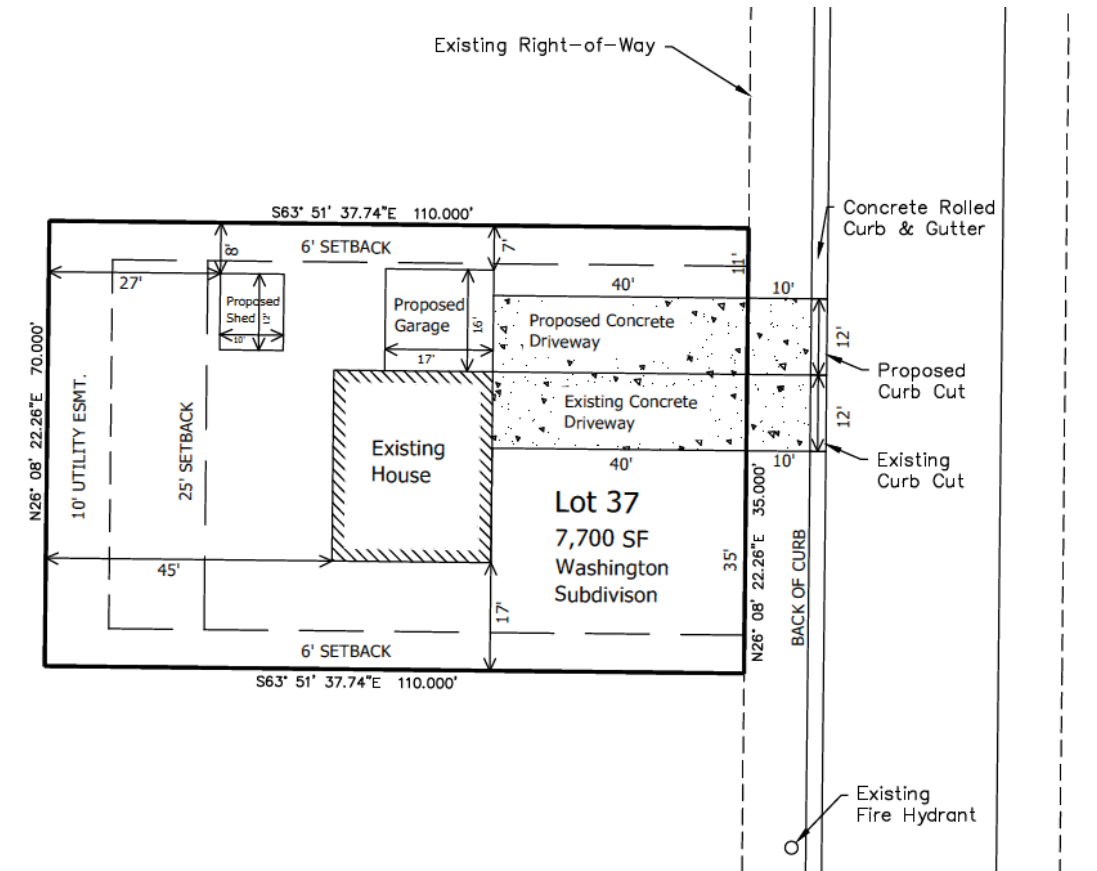 Existing Right-of-Way
Concrete Rolled
Curb & Gutter
S63° 51' 37.74"E 110.000'
6' SETBACK
8'
7'
11'
27'
40'
10'
Proposed
Shed
12'
10'
Proposed
Garage
16'
17'
Proposed Concrete
Driveway
12'
Proposed
Curb Cut
N26° 08' 22.26"E 70.000'
10' UTILITY ESMT.
25' SETBACK
Existing
House
Existing Concrete
Driveway
12'
40'
10'
Existing
Curb Cut
Lot 37
7,700 SF
Washington
Subdivison
35'
N26° 08' 22.26"E 35.000'
BACK OF CURB
45'
17'
6' SETBACK
S63° 51' 37.74"E 110.000'
Existing
Fire Hydrant